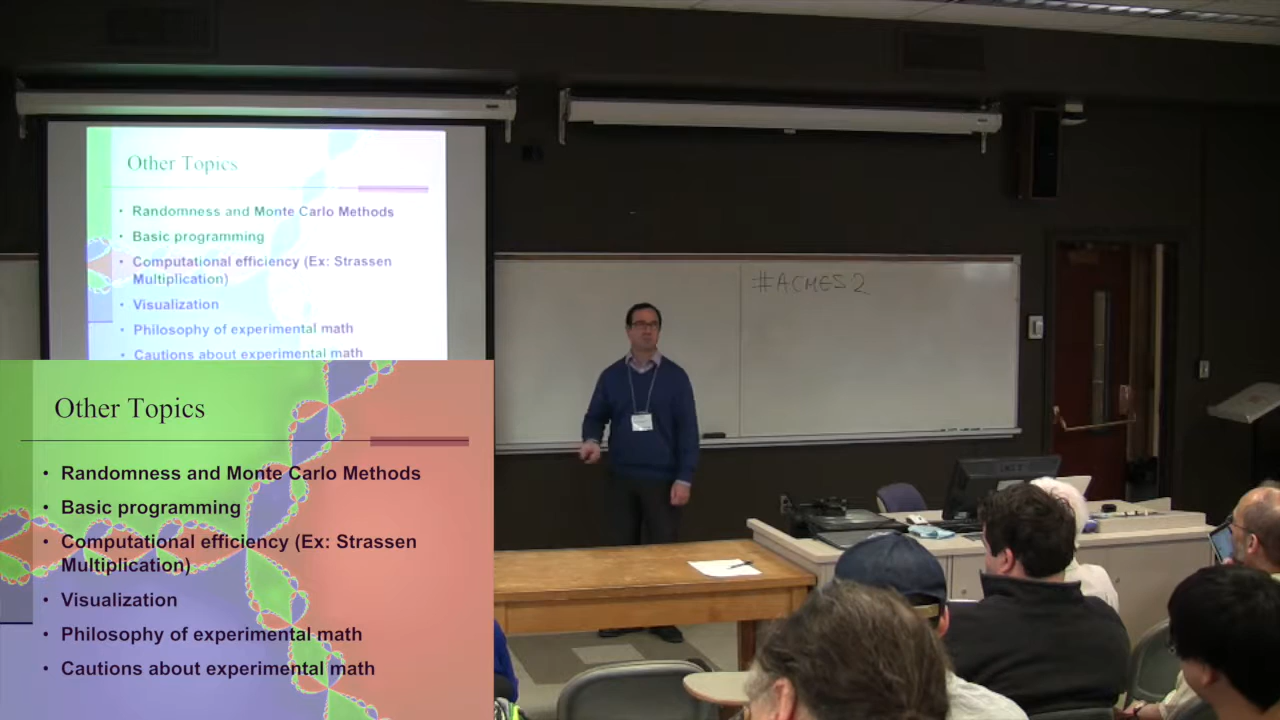 Other Topics
• Randomness and Monte Carlo Methods
• Basic programming
• Computational efficiency (Ex: Strassen
Multiplication)
• Visualization
• Philosophy of experimental math
• Cautions about experimental math
#ACMES 2
Other Topics
• Randomness and Monte Carlo Methods
• Basic programming
• Computational efficiency (Ex: Strassen
Multiplication)
• Visualization
• Philosophy of experimental math
• Cautions about experimental math